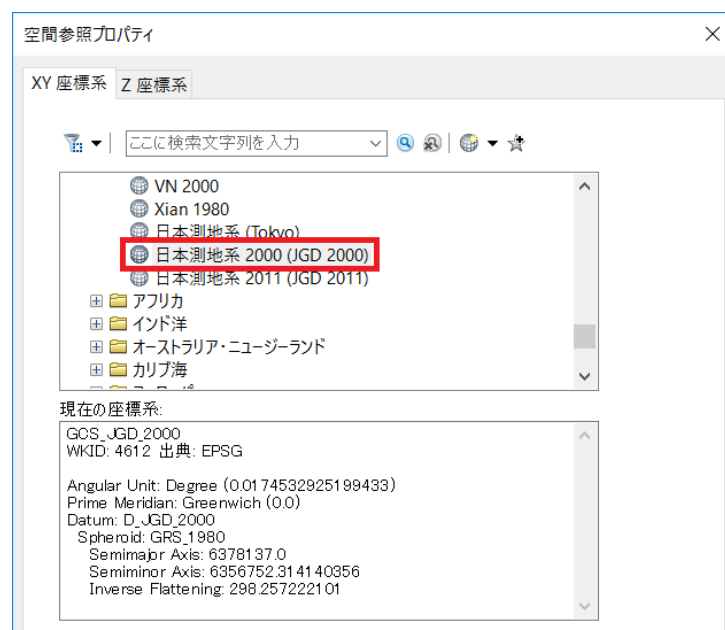 空間参照プロパティ
XY 座標系 Z 座標系
ここに検索文字列を入力
VN 2000
Xian 1980
日本測地系 (Tokyo)
日本測地系 2000 (JGD 2000)
日本測地系 2011 (JGD 2011)
アフリカ
インド洋
オーストラリア・ニュージーランド
カリブ海
現在の座標系:
GCS_JGD_2000
WKID: 4612 出典: EPSG
Angular Unit: Degree (0.0174532925199433)
Prime Meridian: Greenwich (0.0)
Datum: D_JGD_2000
Spheroid: GRS_1980
Semimajor Axis: 6378137.0
Semiminor Axis: 6356752.314140356
Inverse Flattening: 298.257222101